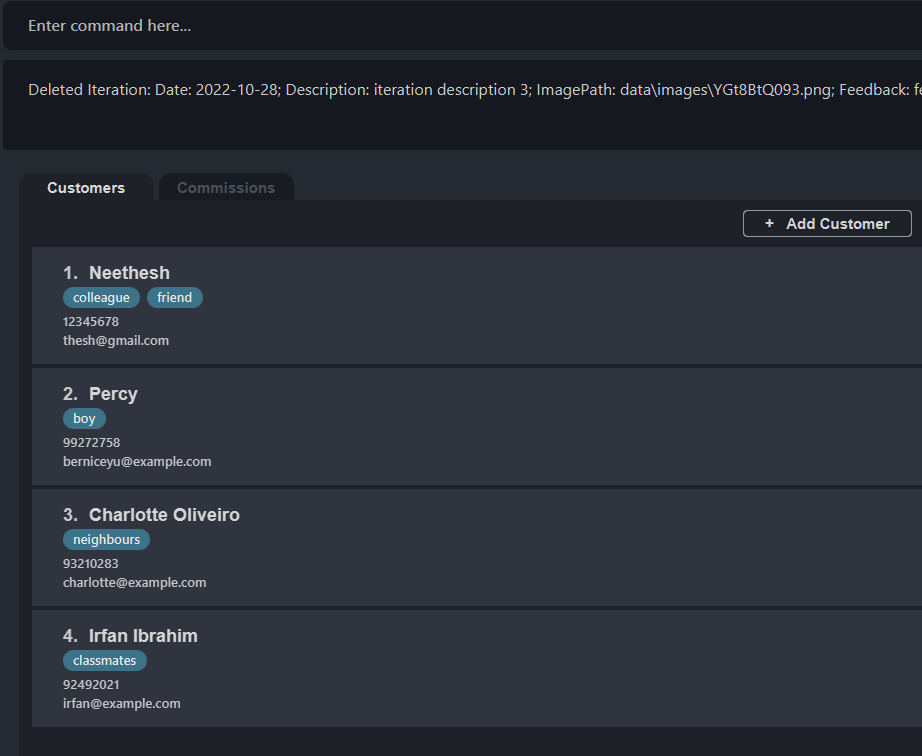 Enter command here...
Deleted Iteration: Date: 2022-10-28; Description: iteration description 3; ImagePath: data\images\YGt8BtQ093.png; Feedback:
Customers Commissions
+ Add Customer
1. Neethesh
colleague friend
12345678
thesh@gmail.com
2. Percy
boy
99272758
berniceyu@example.com
3. Charlotte Oliveiro
neighbours
93210283
charlotte@example.com
4. Irfan Ibrahim
classmates
92492021
irfan@example.com